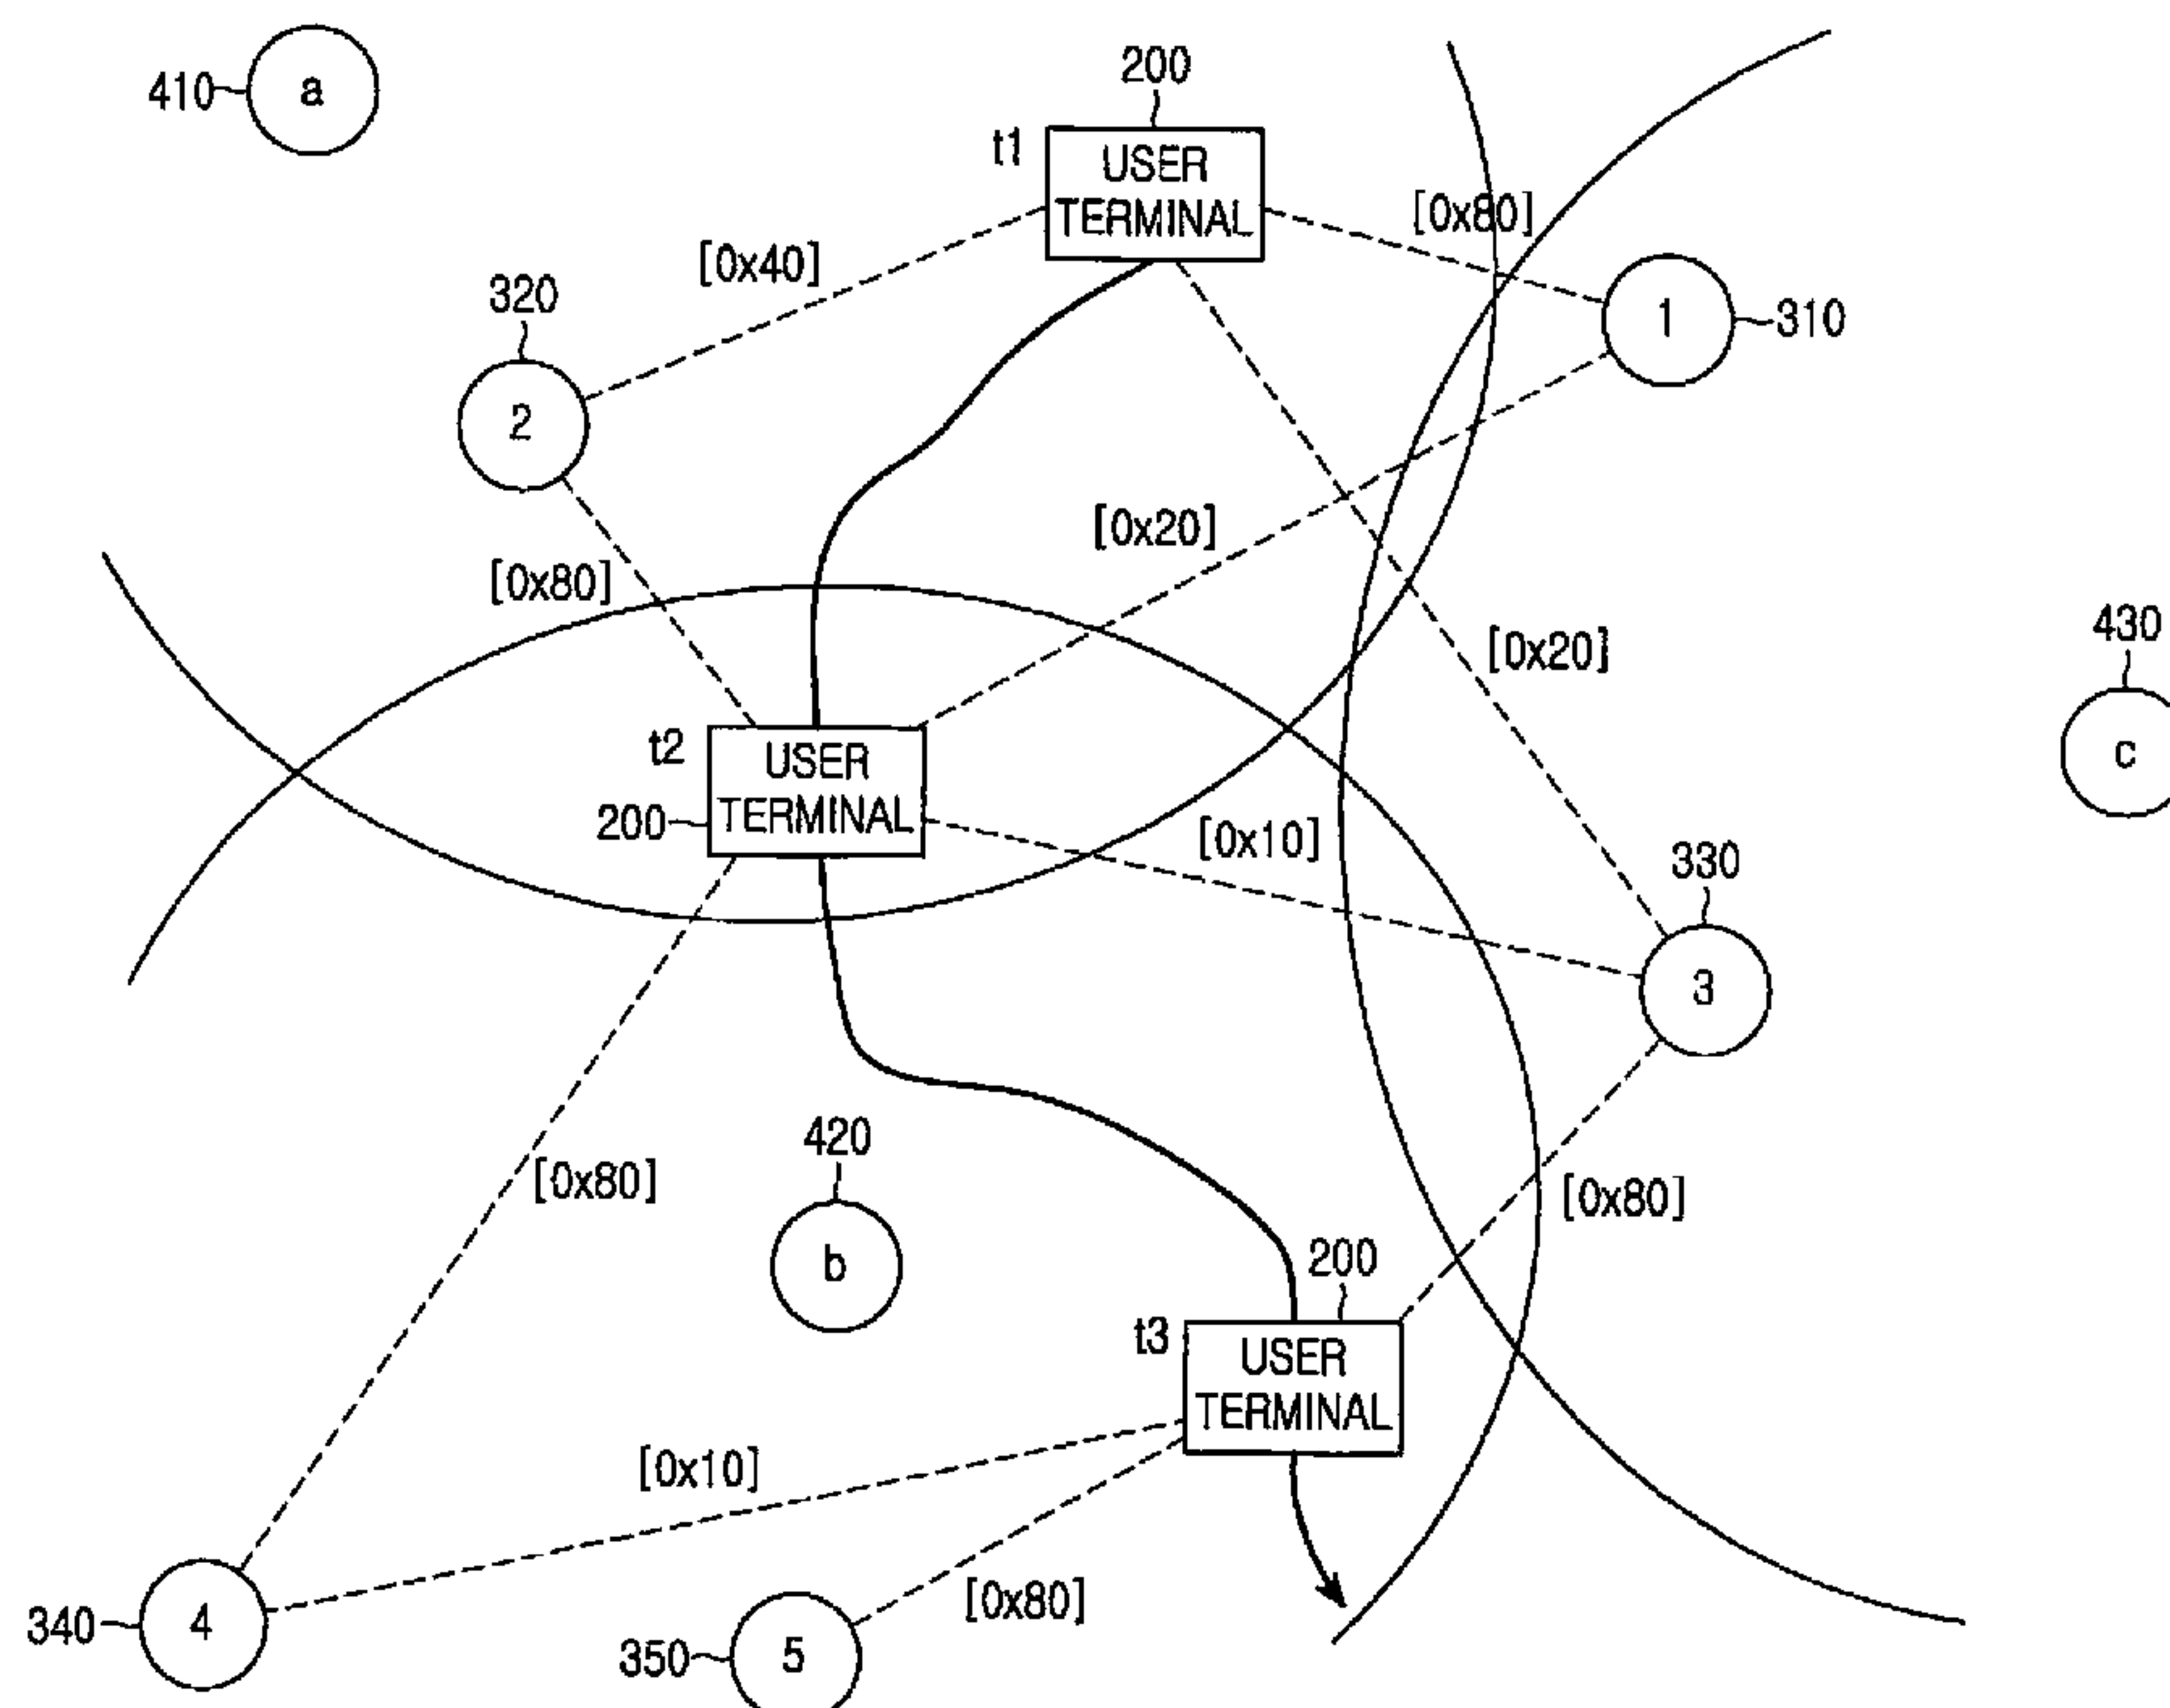 200
410
a
t1
USER
TERMINAL
[0x80]
[0x40]
320
1
310
2
[0x20]
[0x80]
430
[0x20]
t2
USER
TERMINAL
200
c
[0x10]
330
3
420
[0x80]
[0x80]
b
200
t3
USER
TERMINAL
[0x10]
[0x80]
340
4
350
5